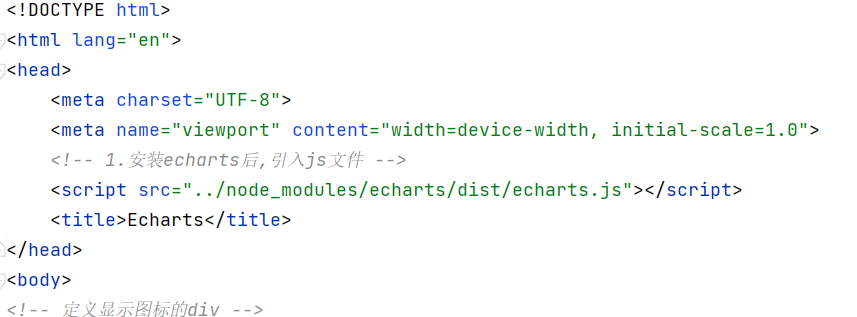 <!DOCTYPE html>
<html lang="en">
<head>
    <meta charset="UTF-8">
    <meta name="viewport" content="width=device-width, initial-scale=1.0">
    <!-- 1.安装echarts后,引入js文件 -->
    <script src="../node_modules/echarts/dist/echarts.js"></script>
    <title>Echarts</title>
</head>
<body>
<!-- 定义显示图标的div -->